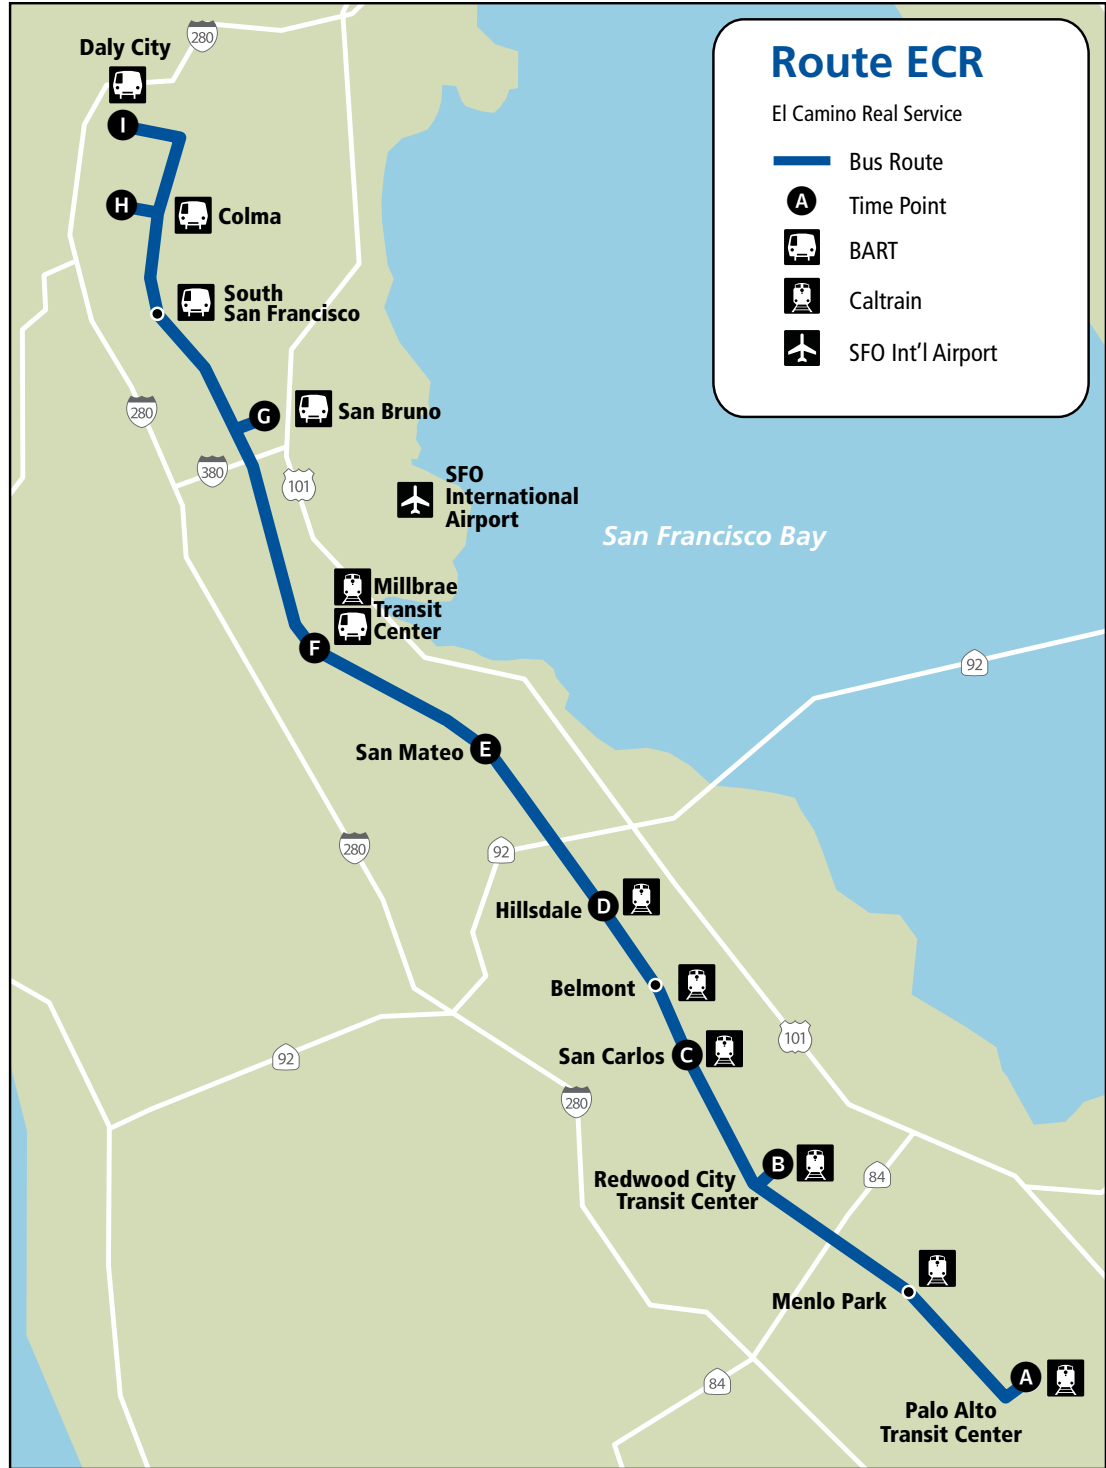 280
Daly City
I
H
Colma
South
San Francisco
G
San Bruno
280
380
101
SFO
International
Airport
Millbrae
Transit
Center
F
San Mateo
E
San Francisco Bay
92
280
92
Hillsdale
D
Belmont
San Carlos
C
101
92
280
B
Redwood City
Transit Center
84
Menlo Park
84
A
Palo Alto
Transit Center
Route ECR
El Camino Real Service
Bus Route
A
Time Point
BART
Caltrain
SFO Int'l Airport